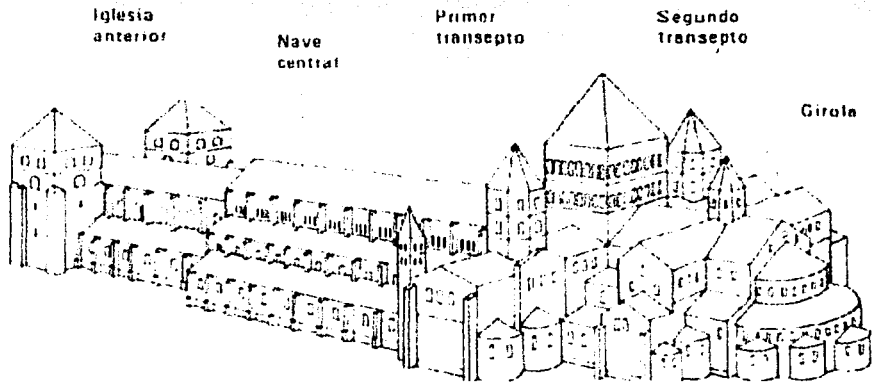 Iglesia
anterior
Nave
central
Primer
transepto
Segundo
transepto
Girola